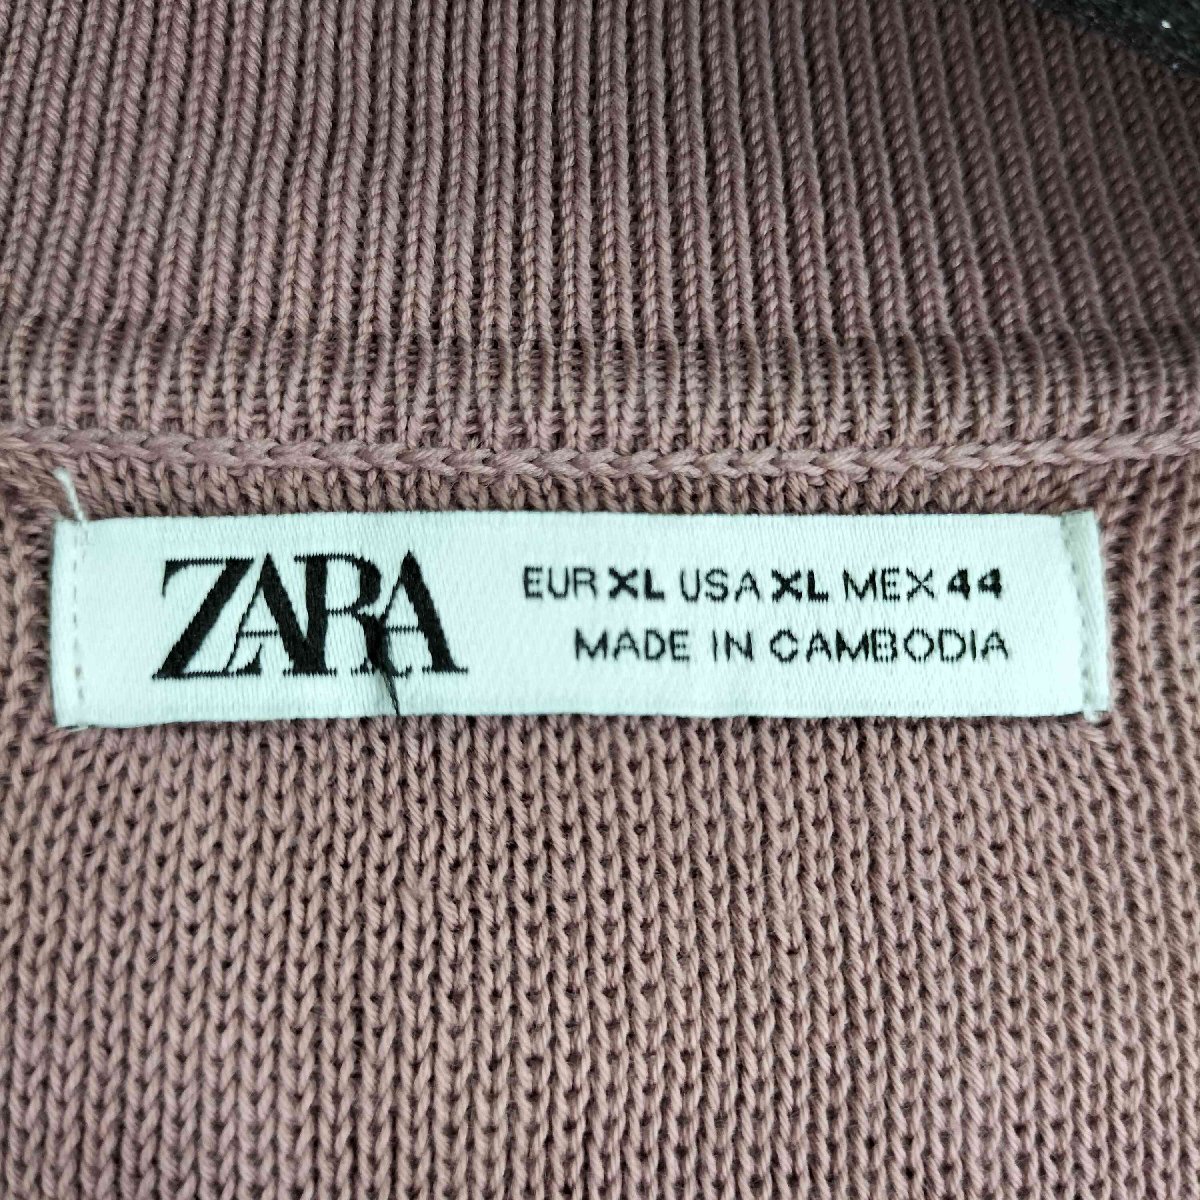 ZARA
EUR XL USA XL MEX 44
MADE IN CAMBODIA